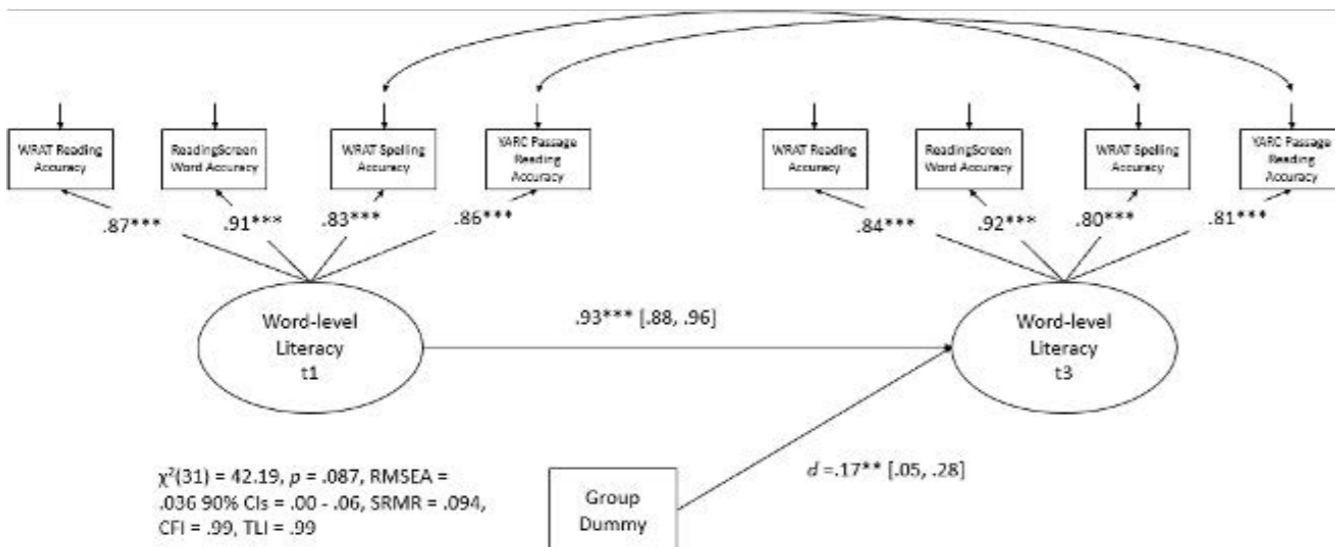 WRAT Reading
Accuracy
ReadingScreen
Word Accuracy
WRAT Spelling
Accuracy
YARC Passage
Reading
Accuracy
WRAT Reading
Accuracy
ReadingScreen
Word Accuracy
WRAT Spelling
Accuracy
YARC Passage
Reading
Accuracy
.87***
.91***
.83***
.86***
.84***
.92***
.80***
.81***
Word-level
Literacy
t1
.93*** [.88, .96]
Word-level
Literacy
t3
χ²(31) = 42.19, p = .087, RMSEA =
.036 90% CIs = .00 - .06, SRMR = .094,
CFI = .99, TLI = .99
Group
Dummy
d =.17** [.05, .28]